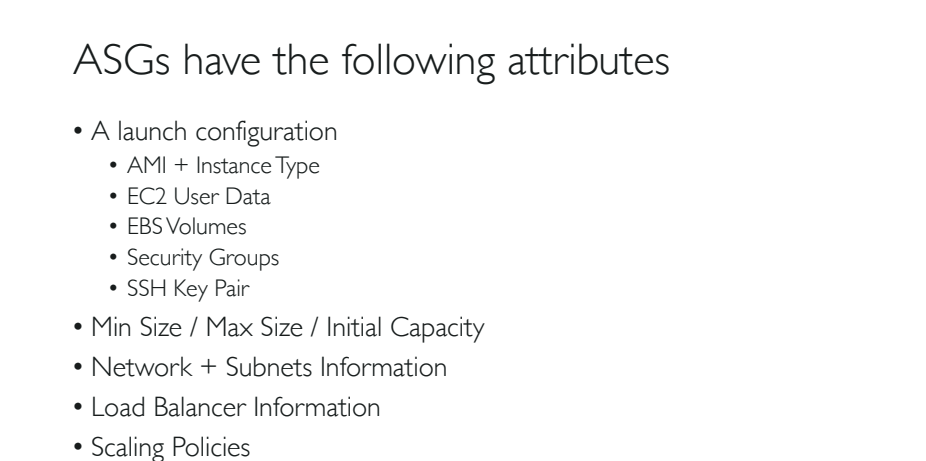 ASGs have the following attributes
• A launch configuration
• AMI + Instance Type
• EC2 User Data
• EBS Volumes
• Security Groups
• SSH Key Pair
• Min Size / Max Size / Initial Capacity
• Network + Subnets Information
• Load Balancer Information
• Scaling Policies